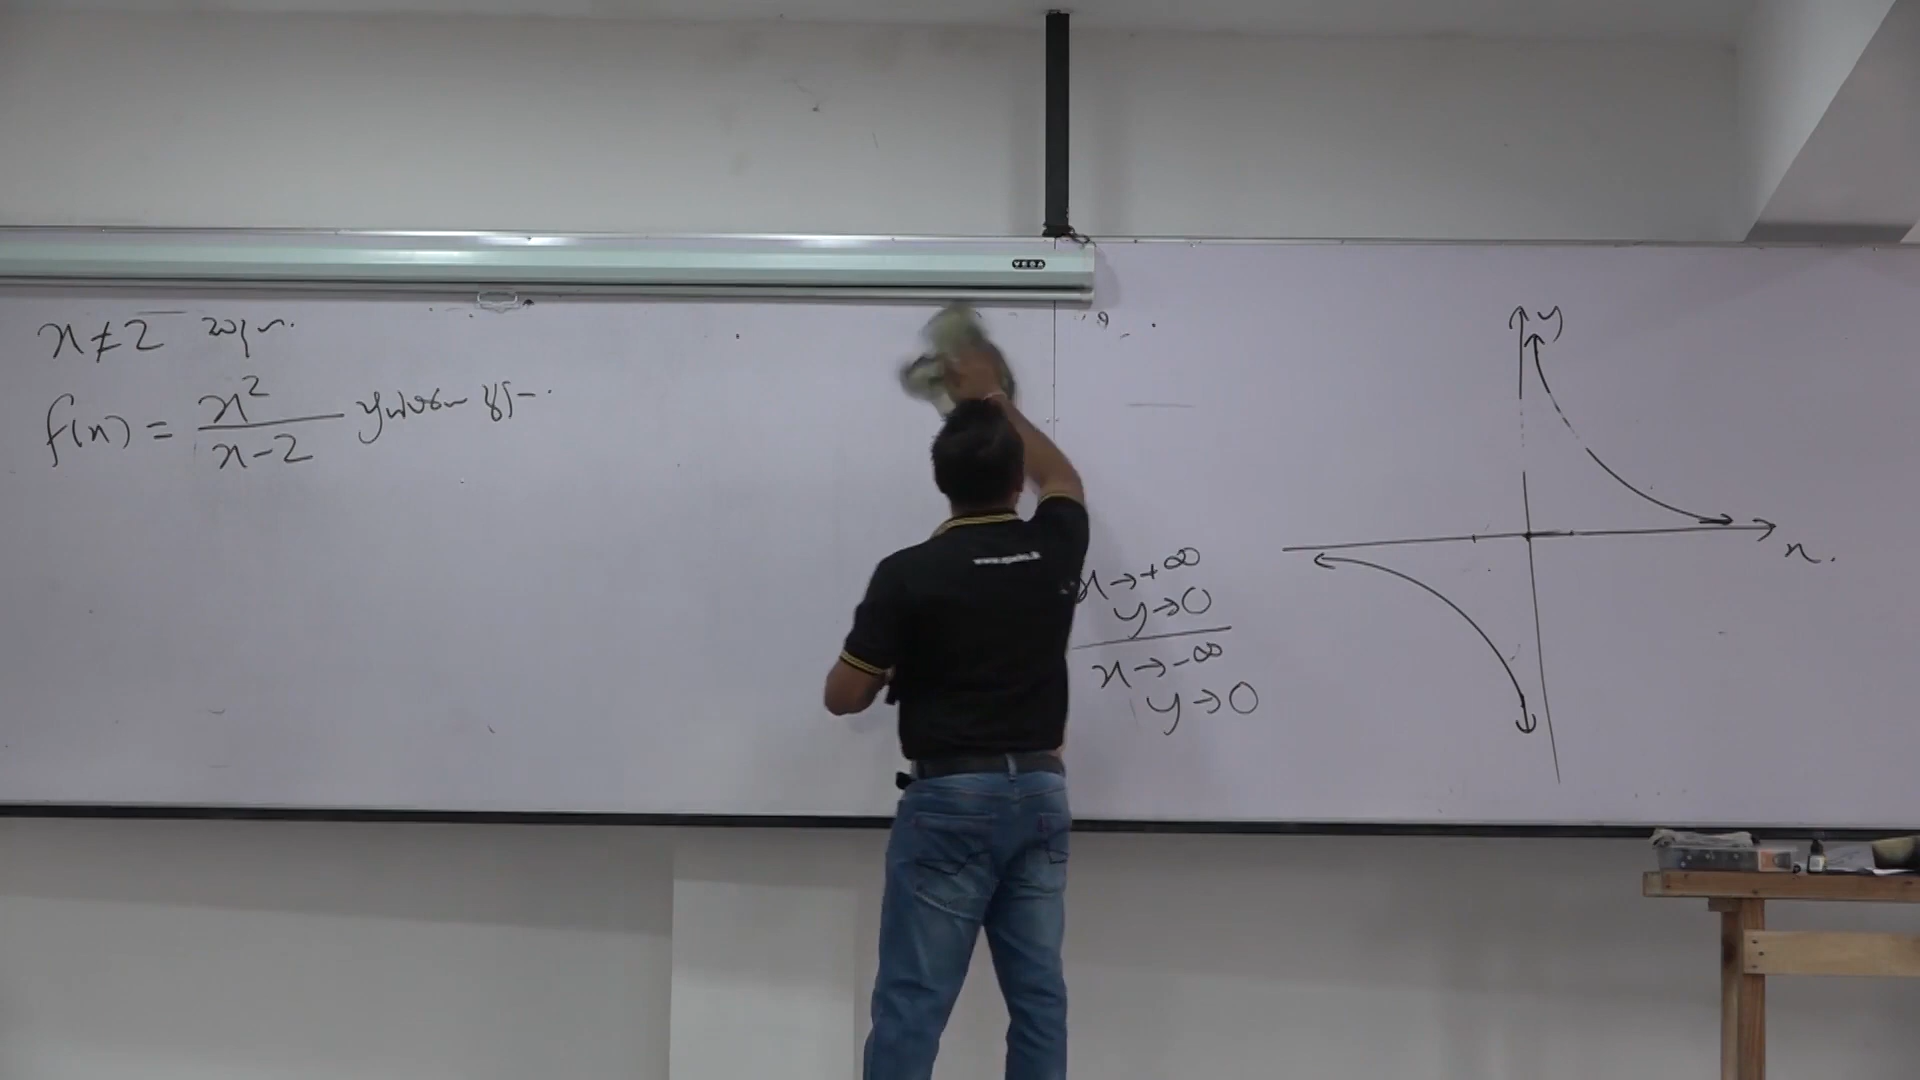 x ≠ 2
f(x) = x² / (x - 2)
VEGA
x → +∞
y → 0
x → -∞
y → 0
y
x